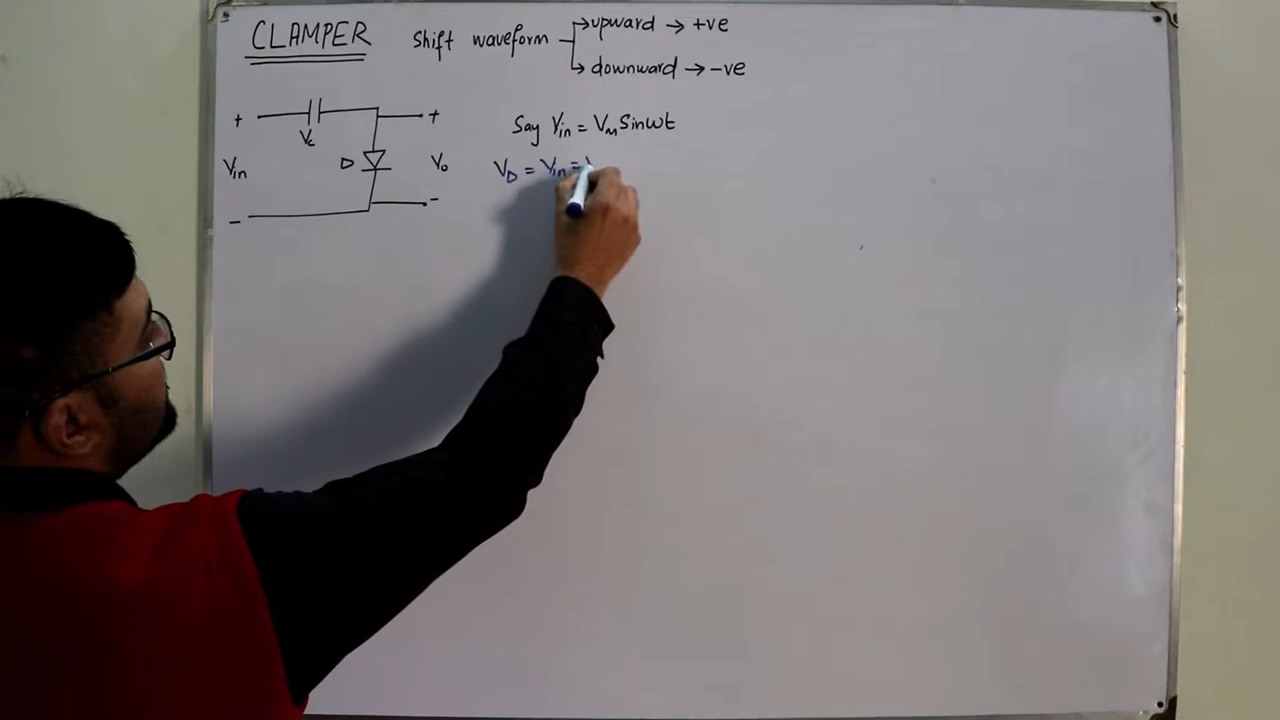 CLAMPER Shift waveform →upward → +ve
→ downward → -ve
+ +
Vc
Say Vin = Vm Sinωt
Vin D Vo
VD = Vin =
- -